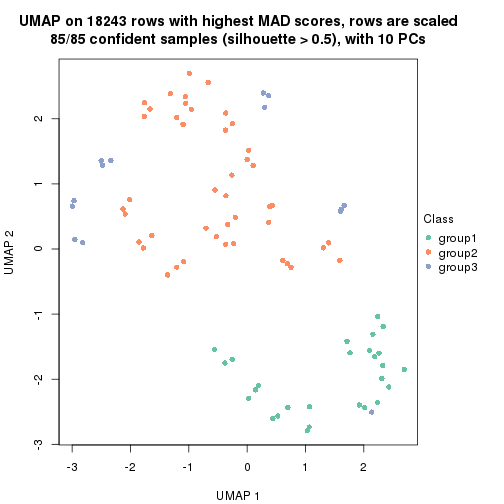 UMAP on 18243 rows with highest MAD scores, rows are scaled
85/85 confident samples (silhouette > 0.5), with 10 PCs
2
1
0
-1
-2
-3
UMAP 2
-3
-2
-1
0
1
2
UMAP 1
Class
group1
group2
group3